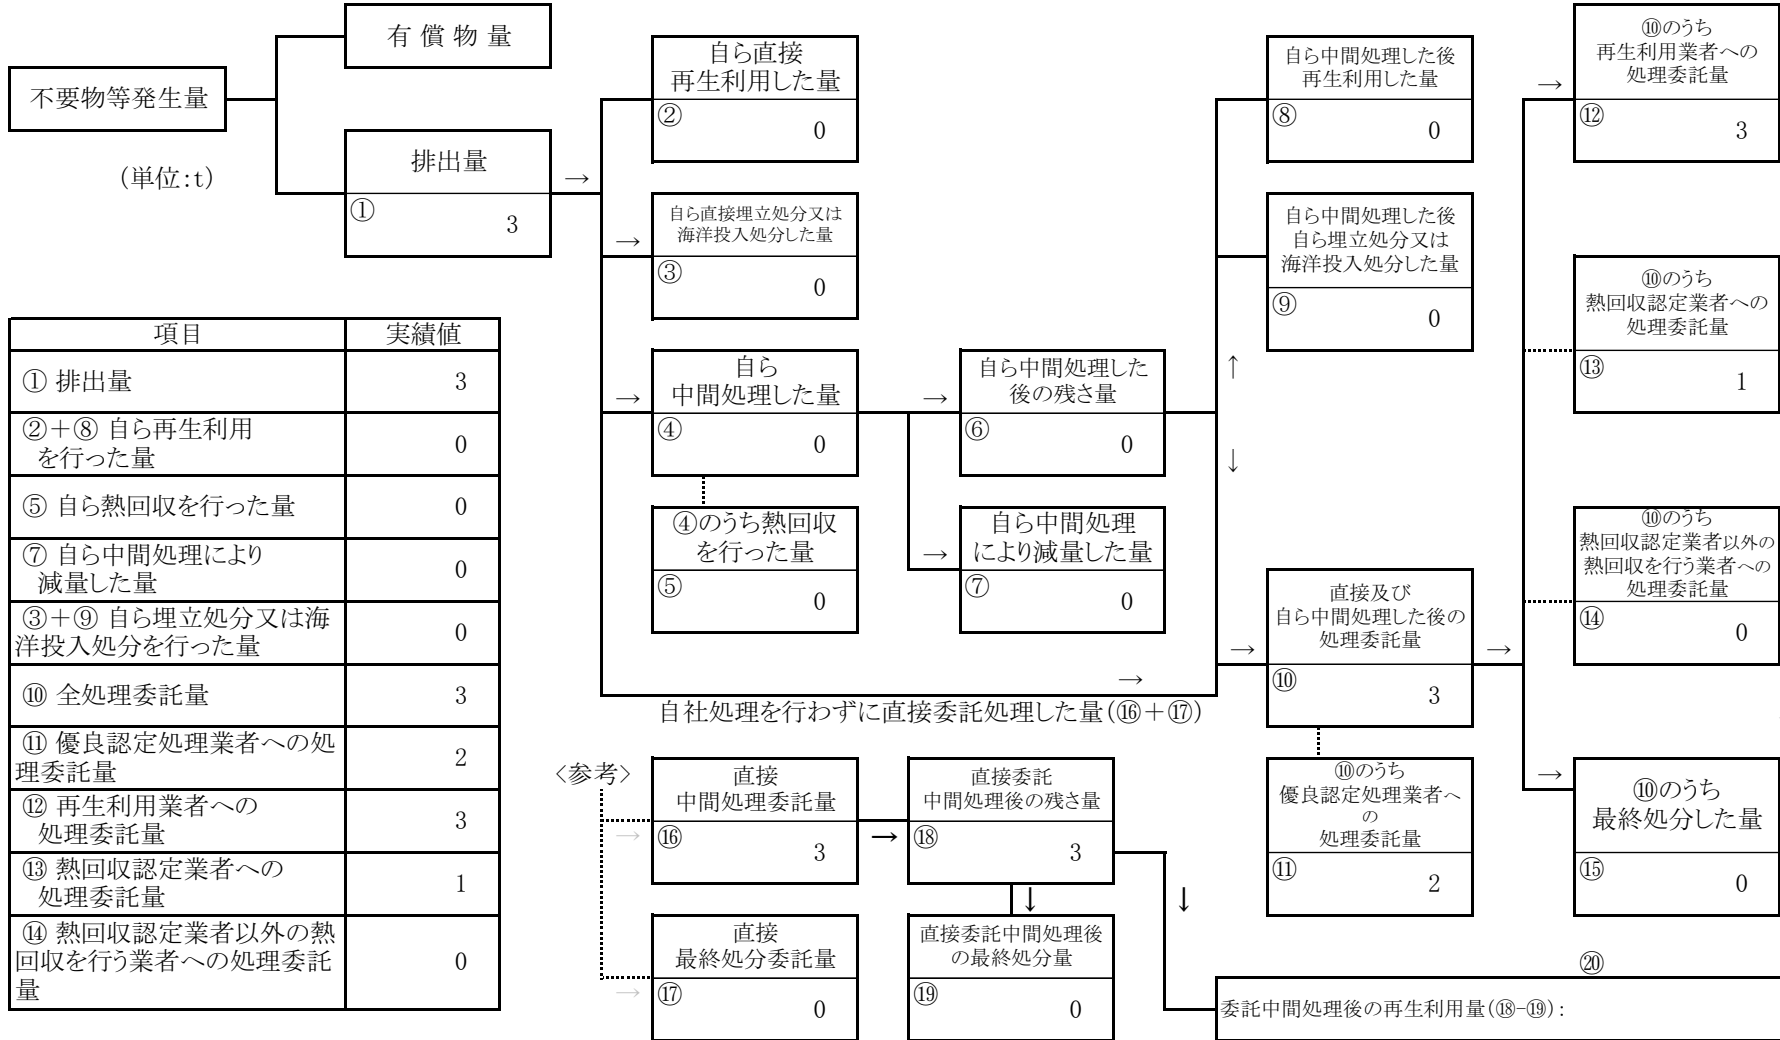 有 償 物 量
不要物等発生量
(単位:t)
排出量
①
3
→
自ら直接
再生利用した量
②
0
→
自ら直接埋立処分又は
海洋投入処分した量
③
0
→
自ら
中間処理した量
④
0
④のうち熱回収
を行った量
⑤
0
→
自ら中間処理した
後の残さ量
⑥
0
→
自ら中間処理
により減量した量
⑦
0
自ら中間処理した後
再生利用した量
⑧
0
自ら中間処理した後
自ら埋立処分又は
海洋投入処分した量
⑨
0
↑
↓
→
直接及び
自ら中間処理した後の
処理委託量
⑩
3
→
⑩のうち
優良認定処理業者へ
の
処理委託量
⑪
2
→
⑩のうち
再生利用業者への
処理委託量
⑫
3
⑩のうち
熱回収認定業者への
処理委託量
⑬
1
⑩のうち
熱回収認定業者以外の
熱回収を行う業者への
処理委託量
⑭
0
→
⑩のうち
最終処分した量
⑮
0
→
自社処理を行わずに直接委託処理した量(⑯+⑰)
項目 実績値
① 排出量 3
②+⑧ 自ら再生利用
を行った量 0
⑤ 自ら熱回収を行った量 0
⑦ 自ら中間処理により
減量した量 0
③+⑨ 自ら埋立処分又は海
洋投入処分を行った量 0
⑩ 全処理委託量 3
⑪ 優良認定処理業者への処
理委託量 2
⑫ 再生利用業者への
処理委託量 3
⑬ 熱回収認定業者への
処理委託量 1
⑭ 熱回収認定業者以外の熱
回収を行う業者への処理委託
量 0
<参考>
→
直接
中間処理委託量
⑯
3
→
直接
最終処分委託量
⑰
0
→
直接委託
中間処理後の残さ量
⑱
3
↓
直接委託中間処理後
の最終処分量
⑲
0
↓
⑳
委託中間処理後の再生利用量(⑱-⑲):